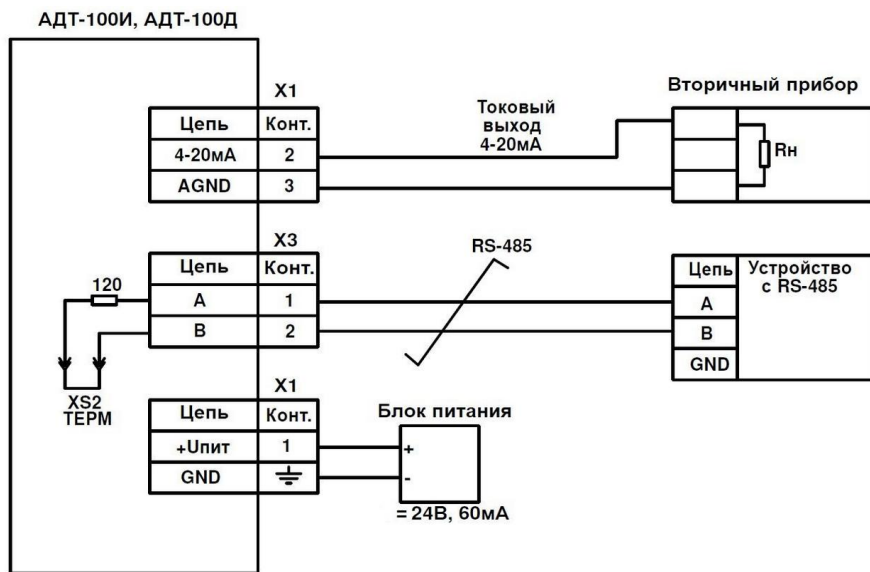 АДТ-100И, АДТ-100Д
X1
Цепь Конт.
4-20мА 2
AGND 3
Токовый
выход
4-20мА
Вторичный прибор
Rн
X3
Цепь Конт.
A 1
B 2
120
XS2
ТЕРМ
RS-485
Цепь
A
B
GND
Устройство
с RS-485
X1
Цепь Конт.
+Uпит 1
GND
Блок питания
+
-
= 24В, 60мА